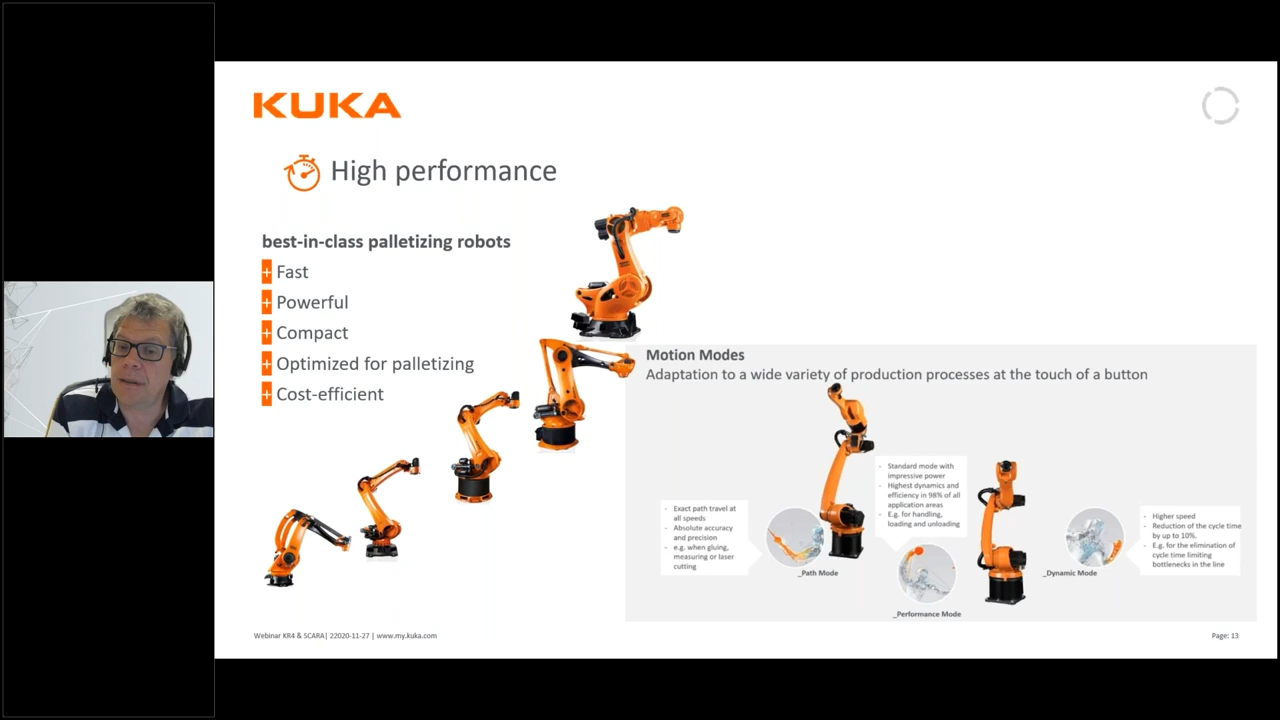 KUKA
High performance
best-in-class palletizing robots
+ Fast
+ Powerful
+ Compact
+ Optimized for palletizing
+ Cost-efficient
Motion Modes
Adaptation to a wide variety of production processes at the touch of a button
- Exact path travel at
all speeds
- Absolute accuracy
and precision
- e.g. when gluing,
measuring or laser
cutting
_Path Mode
- Standard mode with
impressive power
- Highest dynamics and
efficiency in 98% of all
application areas
- E.g. for handling,
loading and unloading
_Performance Mode
- Higher speed
- Reduction of the cycle time
by up to 10%.
- E.g. for the elimination of
cycle time limiting
bottlenecks in the line
_Dynamic Mode
Webinar KR4 & SCARA| 22020-11-27 | www.my.kuka.com
Page: 13